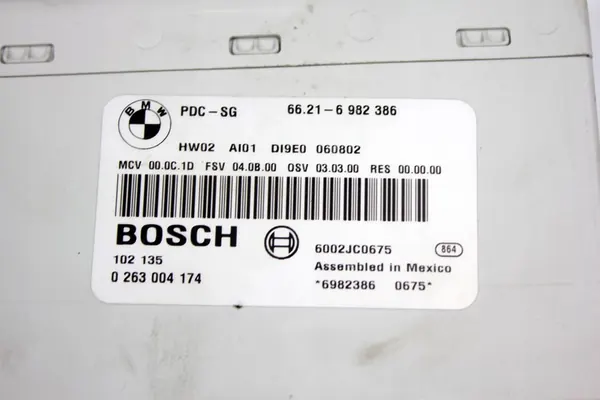 BMW
PDC-SG 66.21-6 982 386
HW02 AI01 DI9E0 060802
MCV 00.0C.1D FSV 04.0B.00 OSV 03.03.00 RES 00.00.00
BOSCH
6002JC0675 864
102 135
Assembled in Mexico
0 263 004 174
*6982386 0675*